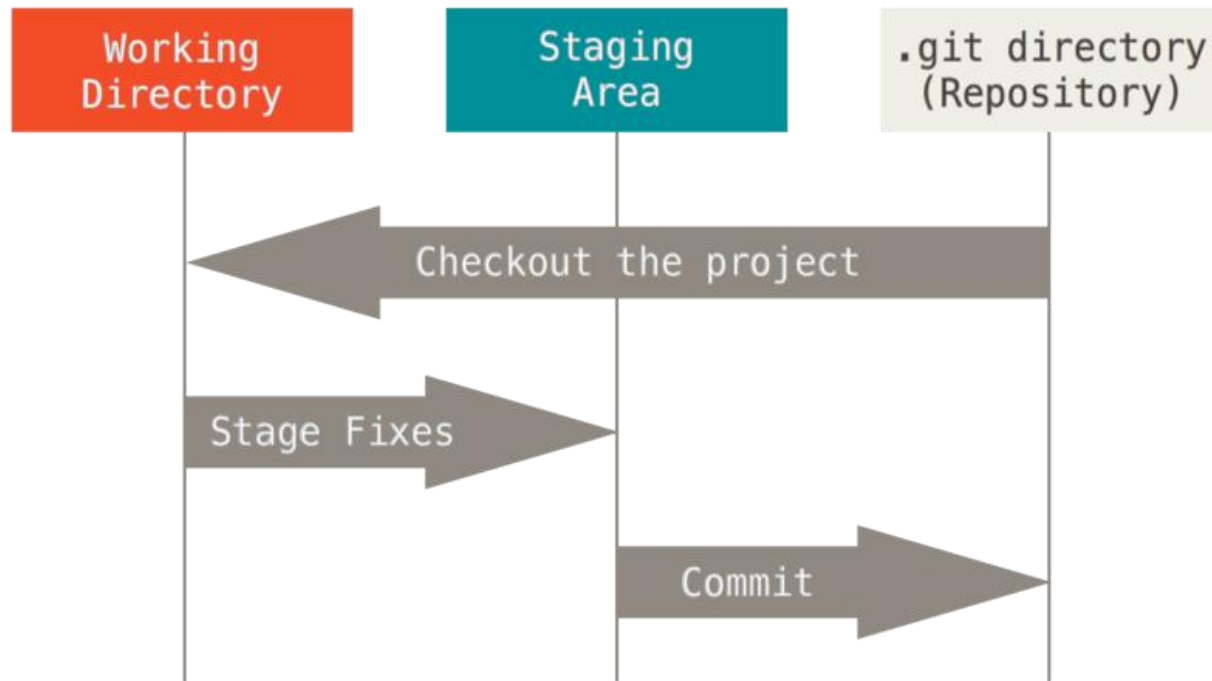 Working
Directory
Staging
Area
.git directory
(Repository)
Checkout the project
Stage Fixes
Commit